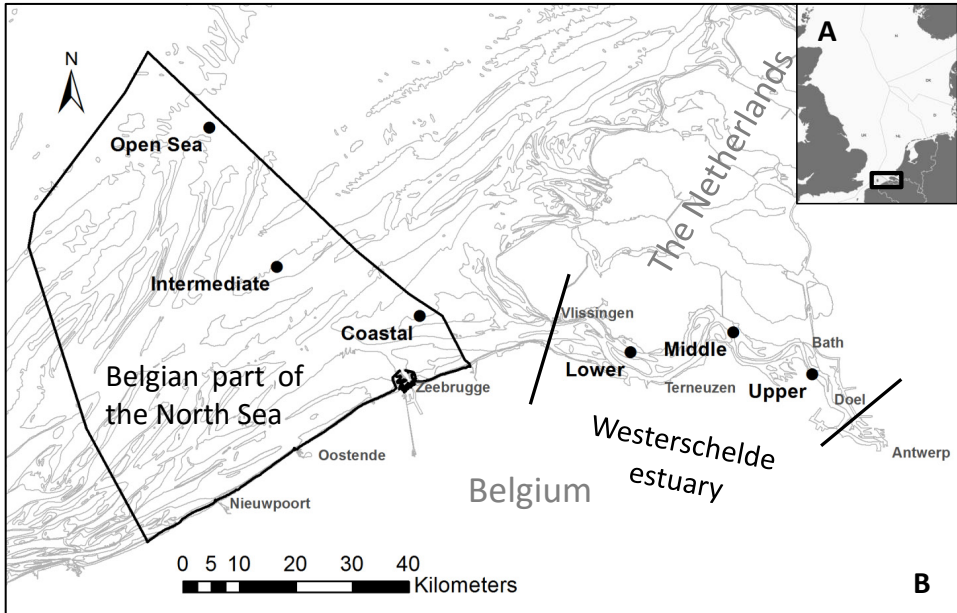 N
A
Open Sea
The Netherlands
Intermediate
Coastal
Vlissingen
Lower
Middle
Bath
Terneuzen
Upper
Doel
Antwerp
Belgian part of
the North Sea
Zeebrugge
Westerschelde
estuary
Oostende
Belgium
Nieuwpoort
0 5 10 20 30 40
Kilometers
B